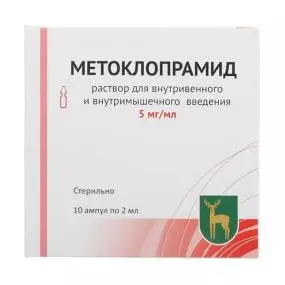 МЕТОКЛОПРАМИД
раствор для внутривенного
и внутримышечного введения
5 мг/мл
Стерильно
10 ампул по 2 мл